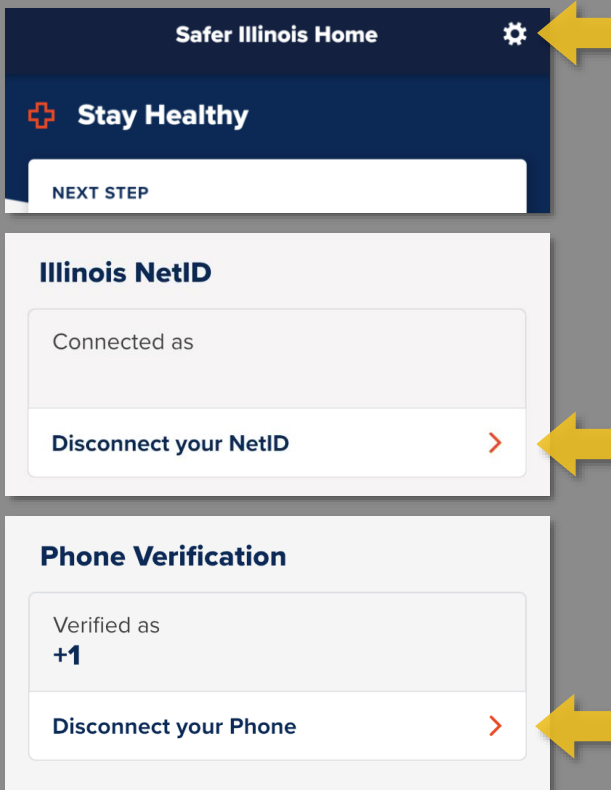 Safer Illinois Home
Stay Healthy
NEXT STEP
Illinois NetID
Connected as
Disconnect your NetID
Phone Verification
Verified as
+1
Disconnect your Phone